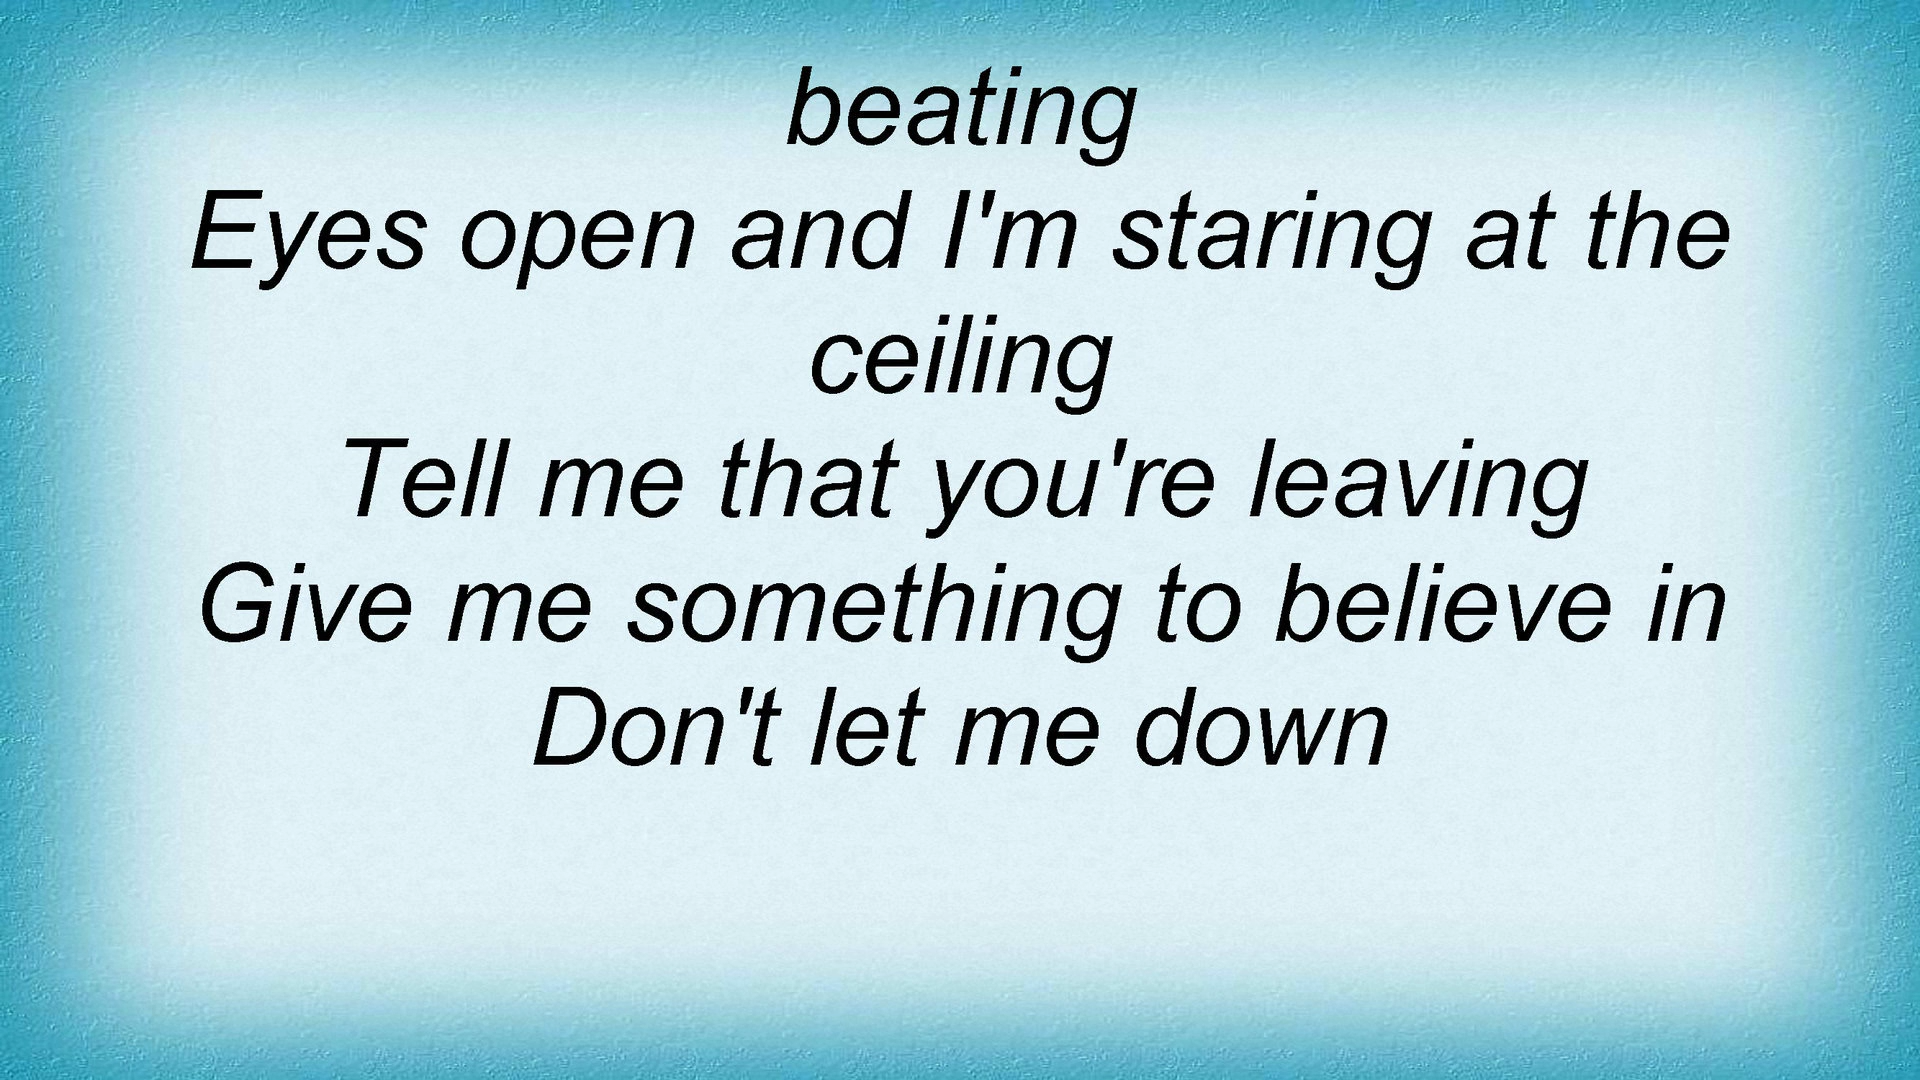 beating
Eyes open and I'm staring at the
ceiling
Tell me that you're leaving
Give me something to believe in
Don't let me down